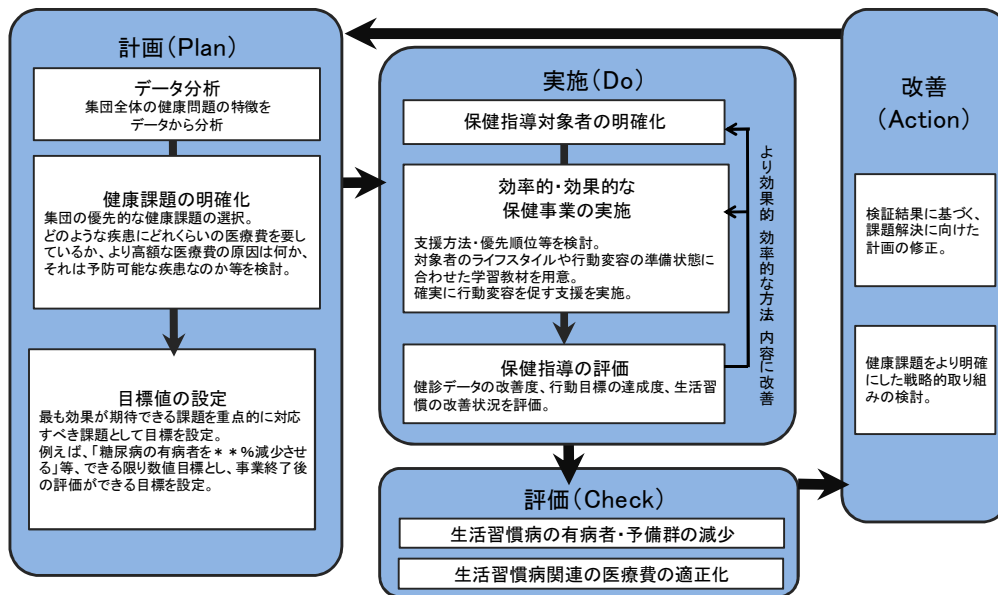 計画(Plan)
データ分析
集団全体の健康問題の特徴を
データから分析
健康課題の明確化
集団の優先的な健康課題の選択。
どのような疾患にどれくらいの医療費を要し
ているか、より高額な医療費の原因は何か、
それは予防可能な疾患なのか等を検討。
目標値の設定
最も効果が期待できる課題を重点的に対応
すべき課題として目標を設定。
例えば、「糖尿病の有病者を**%減少させ
る」等、できる限り数値目標とし、事業終了後
の評価ができる目標を設定。
実施(Do)
保健指導対象者の明確化
効率的・効果的な
保健事業の実施
支援方法・優先順位等を検討。
対象者のライフスタイルや行動変容の準備状態に
合わせた学習教材を用意。
確実に行動変容を促す支援を実施。
保健指導の評価
健診データの改善度、行動目標の達成度、生活習
慣の改善状況を評価。
より効果的 効率的な方法 内容に改善
評価(Check)
生活習慣病の有病者・予備群の減少
生活習慣病関連の医療費の適正化
改善
(Action)
検証結果に基づく、
課題解決に向けた
計画の修正。
健康課題をより明確
にした戦略的取り組
みの検討。